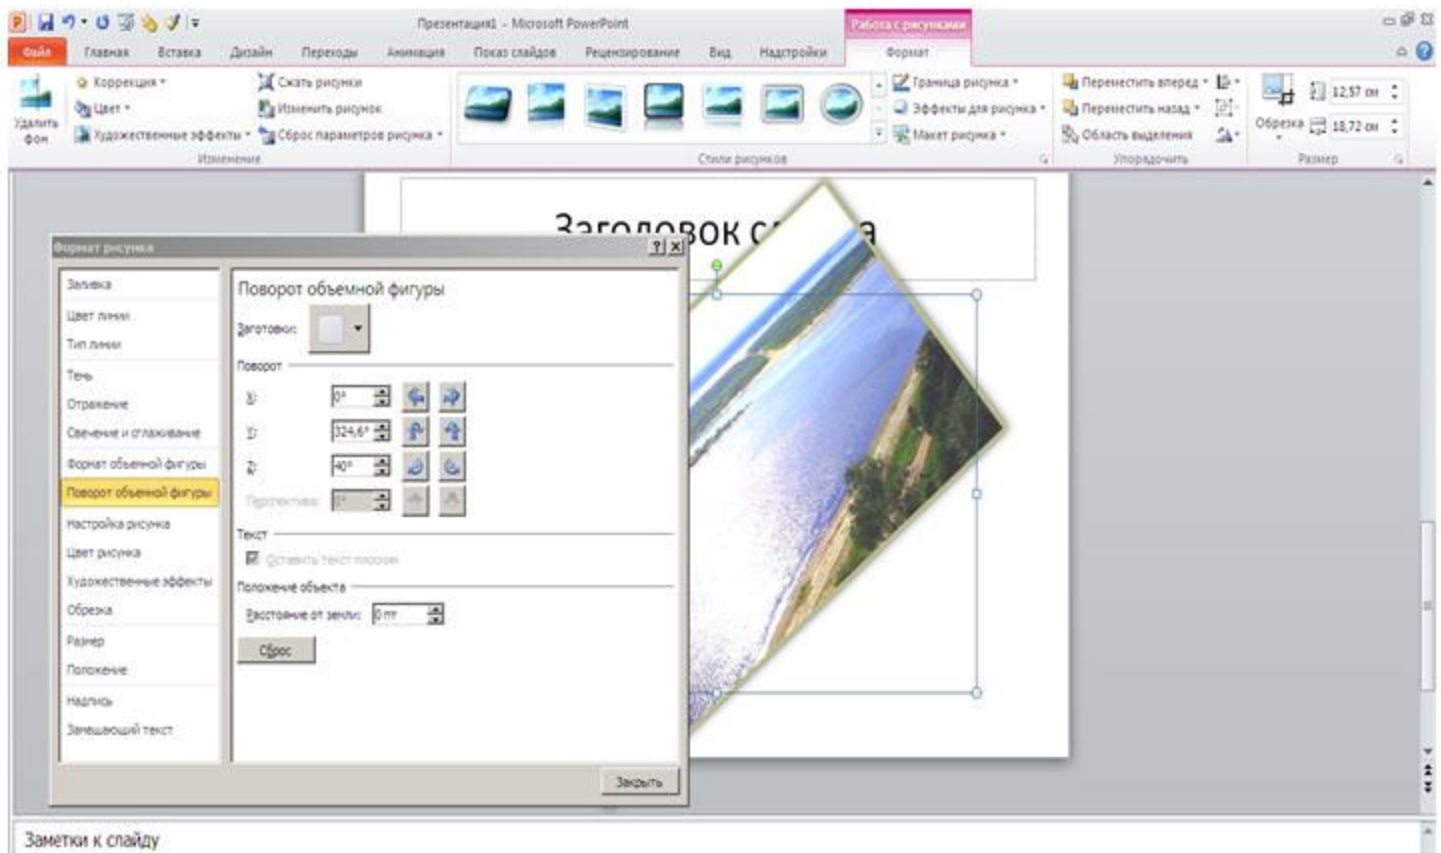 Презентация1 - Microsoft PowerPoint
Работа с рисунками
Файл Главная Вставка Дизайн Переходы Анимация Показ слайдов Рецензирование Вид Надстройки Формат
Удалить фон
Коррекция
Цвет
Художественные эффекты
Сжать рисунки
Изменить рисунок
Сброс параметров рисунка
Изменение
Стили рисунков
Граница рисунка
Эффекты для рисунка
Макет рисунка
Переместить вперед
Переместить назад
Область выделения
Упорядочить
Обрезка
12,57 см
18,72 см
Размер
Заголовок с а
Формат рисунка
Заливка
Цвет линии
Тип линии
Тень
Отражение
Свечение и сглаживание
Формат объемной фигуры
Поворот объемной фигуры
Настройка рисунка
Цвет рисунка
Художественные эффекты
Обрезка
Размер
Положение
Надпись
Замещающий текст
Поворот объемной фигуры
Заготовки:
Поворот
X: 0°
Y: 324,6°
Z: 40°
Перспектива: 0°
Текст
Оставить текст плоским
Положение объекта
Расстояние от земли: 0 пт
Сброс
Закрыть
Заметки к слайду